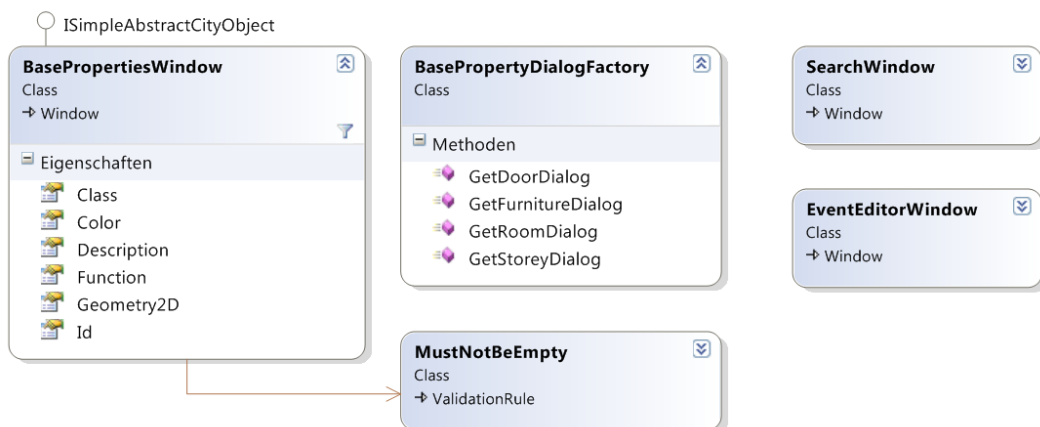 ISimpleAbstractCityObject
BasePropertiesWindow
Class
Window
Eigenschaften
Class
Color
Description
Function
Geometry2D
Id
BasePropertyDialogFactory
Class
Methoden
GetDoorDialog
GetFurnitureDialog
GetRoomDialog
GetStoreyDialog
MustNotBeEmpty
Class
ValidationRule
SearchWindow
Class
Window
EventEditorWindow
Class
Window